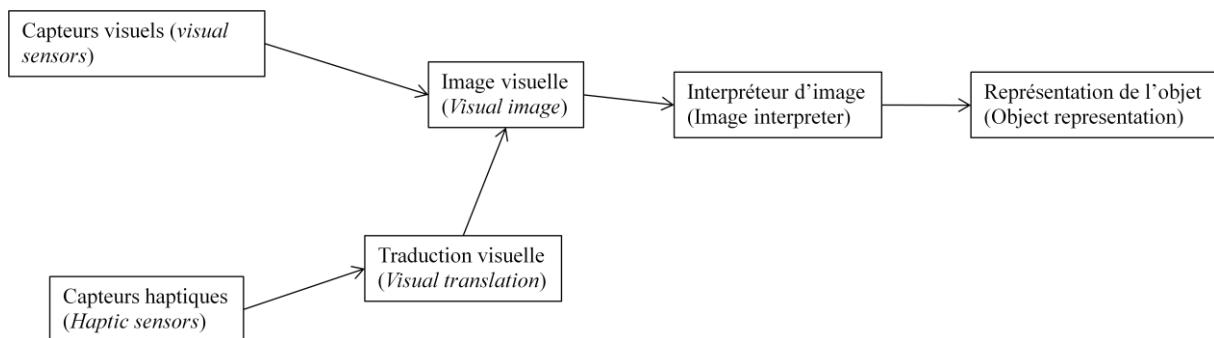 Capteurs visuels (visual
sensors)
Image visuelle
(Visual image)
Interpréteur d’image
(Image interpreter)
Représentation de l’objet
(Object representation)
Traduction visuelle
(Visual translation)
Capteurs haptiques
(Haptic sensors)